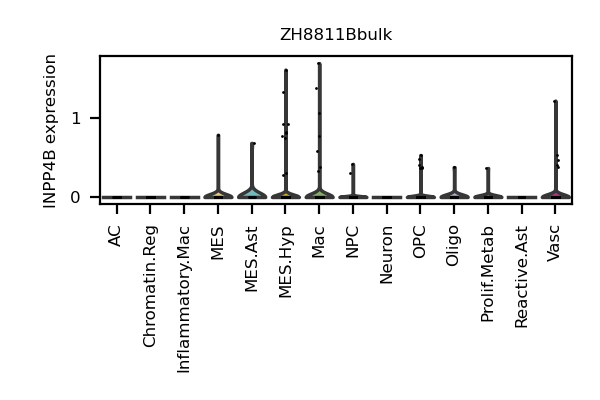 ZH8811Bbulk
INPP4B expression
1
0
AC
Chromatin.Reg
Inflammatory.Mac
MES
MES.Ast
MES.Hyp
Mac
NPC
Neuron
OPC
Oligo
Prolif.Metab
Reactive.Ast
Vasc